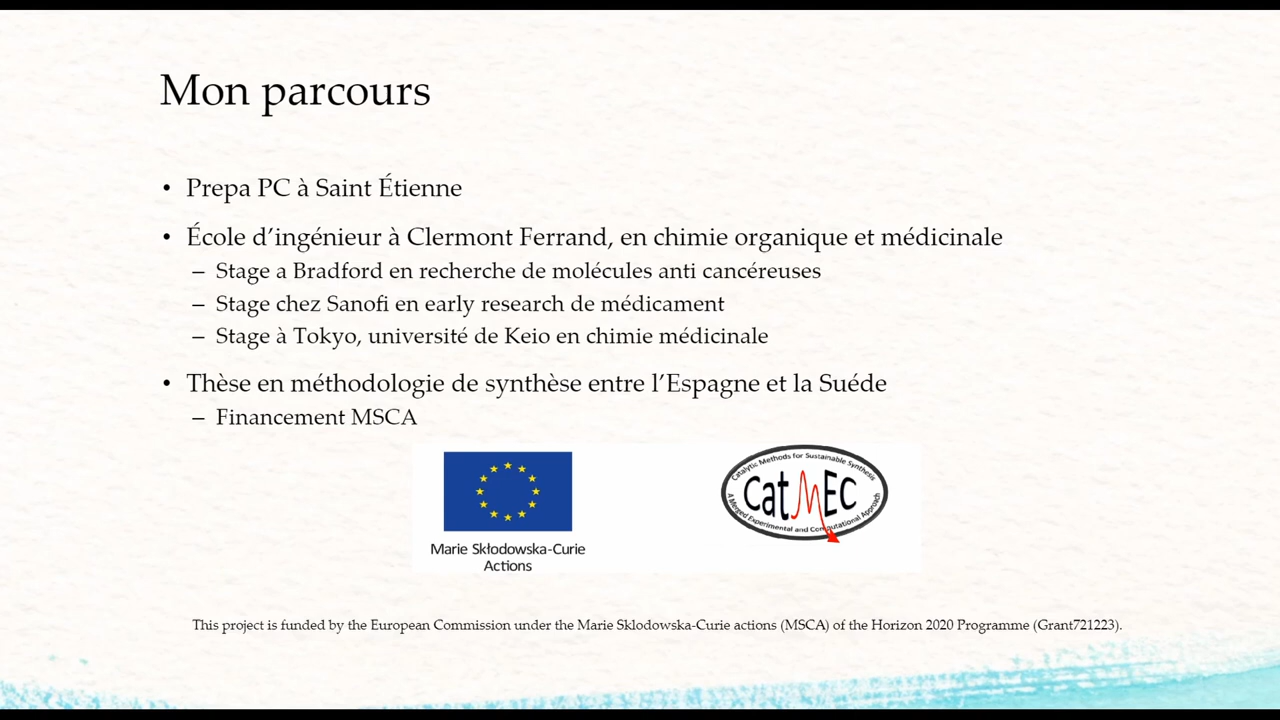 Mon parcours
• Prepa PC à Saint Étienne
• École d’ingénieur à Clermont Ferrand, en chimie organique et médicinale
– Stage a Bradford en recherche de molécules anti cancéreuses
– Stage chez Sanofi en early research de médicament
– Stage à Tokyo, université de Keio en chimie médicinale
• Thèse en méthodologie de synthèse entre l’Espagne et la Suéde
– Financement MSCA
Catalytic Methods for Sustainable Synthesis
CatMEC
A Merged Experimental and Computational Approach
Marie Skłodowska-Curie
Actions
This project is funded by the European Commission under the Marie Sklodowska-Curie actions (MSCA) of the Horizon 2020 Programme (Grant721223).